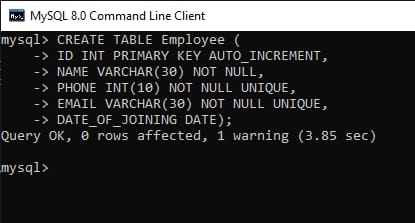 MySQL 8.0 Command Line Client
mysql> CREATE TABLE Employee (
    -> ID INT PRIMARY KEY AUTO_INCREMENT,
    -> NAME VARCHAR(30) NOT NULL,
    -> PHONE INT(10) NOT NULL UNIQUE,
    -> EMAIL VARCHAR(30) NOT NULL UNIQUE,
    -> DATE_OF_JOINING DATE);
Query OK, 0 rows affected, 1 warning (3.85 sec)
mysql>